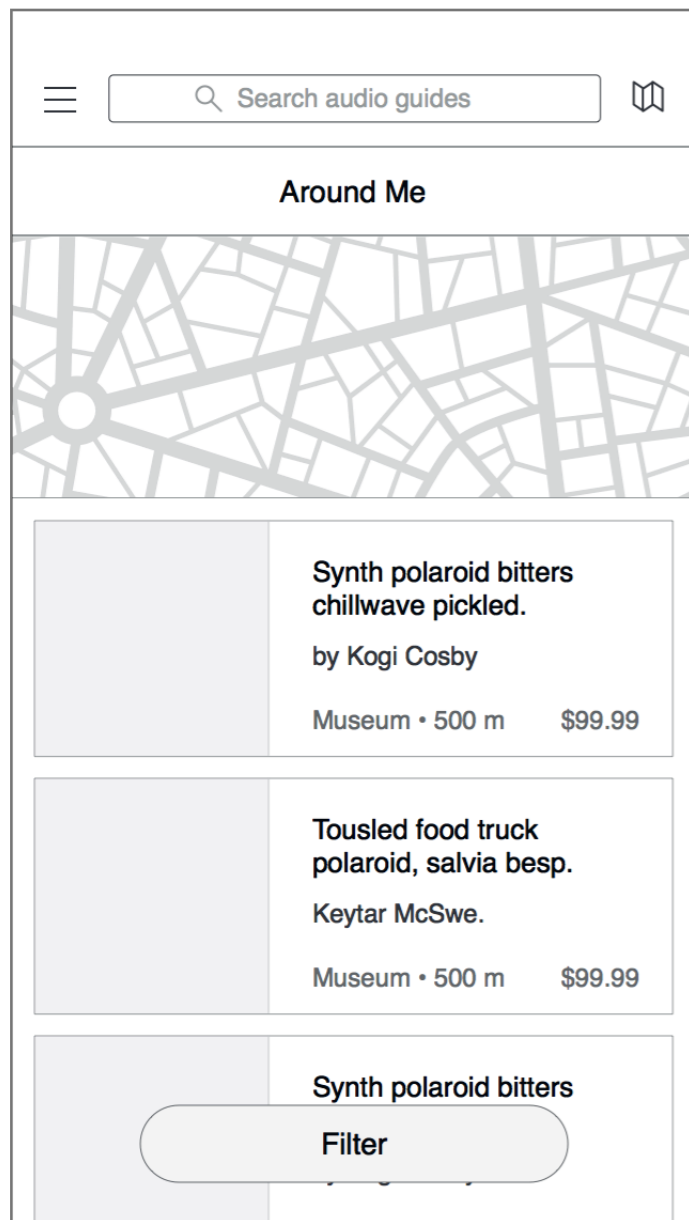 Search audio guides
Around Me
Synth polaroid bitters
chillwave pickled.
by Kogi Cosby
Museum • 500 m $99.99
Tousled food truck
polaroid, salvia besp.
Keytar McSwe.
Museum • 500 m $99.99
Synth polaroid bitters
Filter